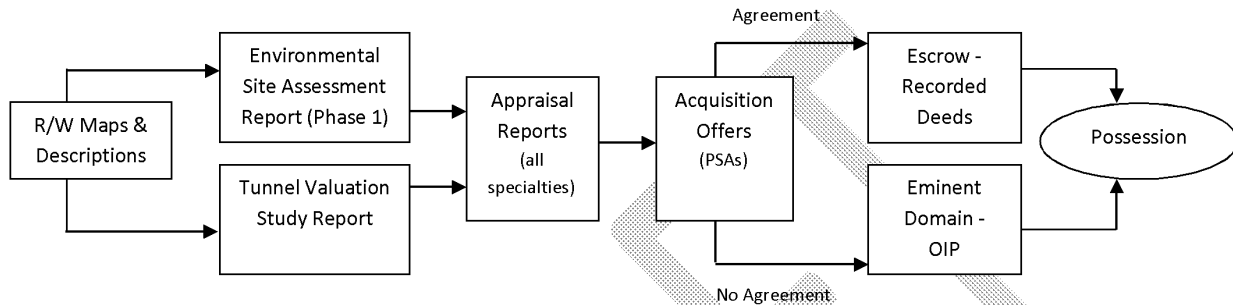 R/W Maps &
Descriptions
Environmental
Site Assessment
Report (Phase 1)
Tunnel Valuation
Study Report
Appraisal
Reports
(all
specialties)
Acquisition
Offers
(PSAs)
Agreement
No Agreement
Escrow -
Recorded
Deeds
Eminent
Domain -
OIP
Possession